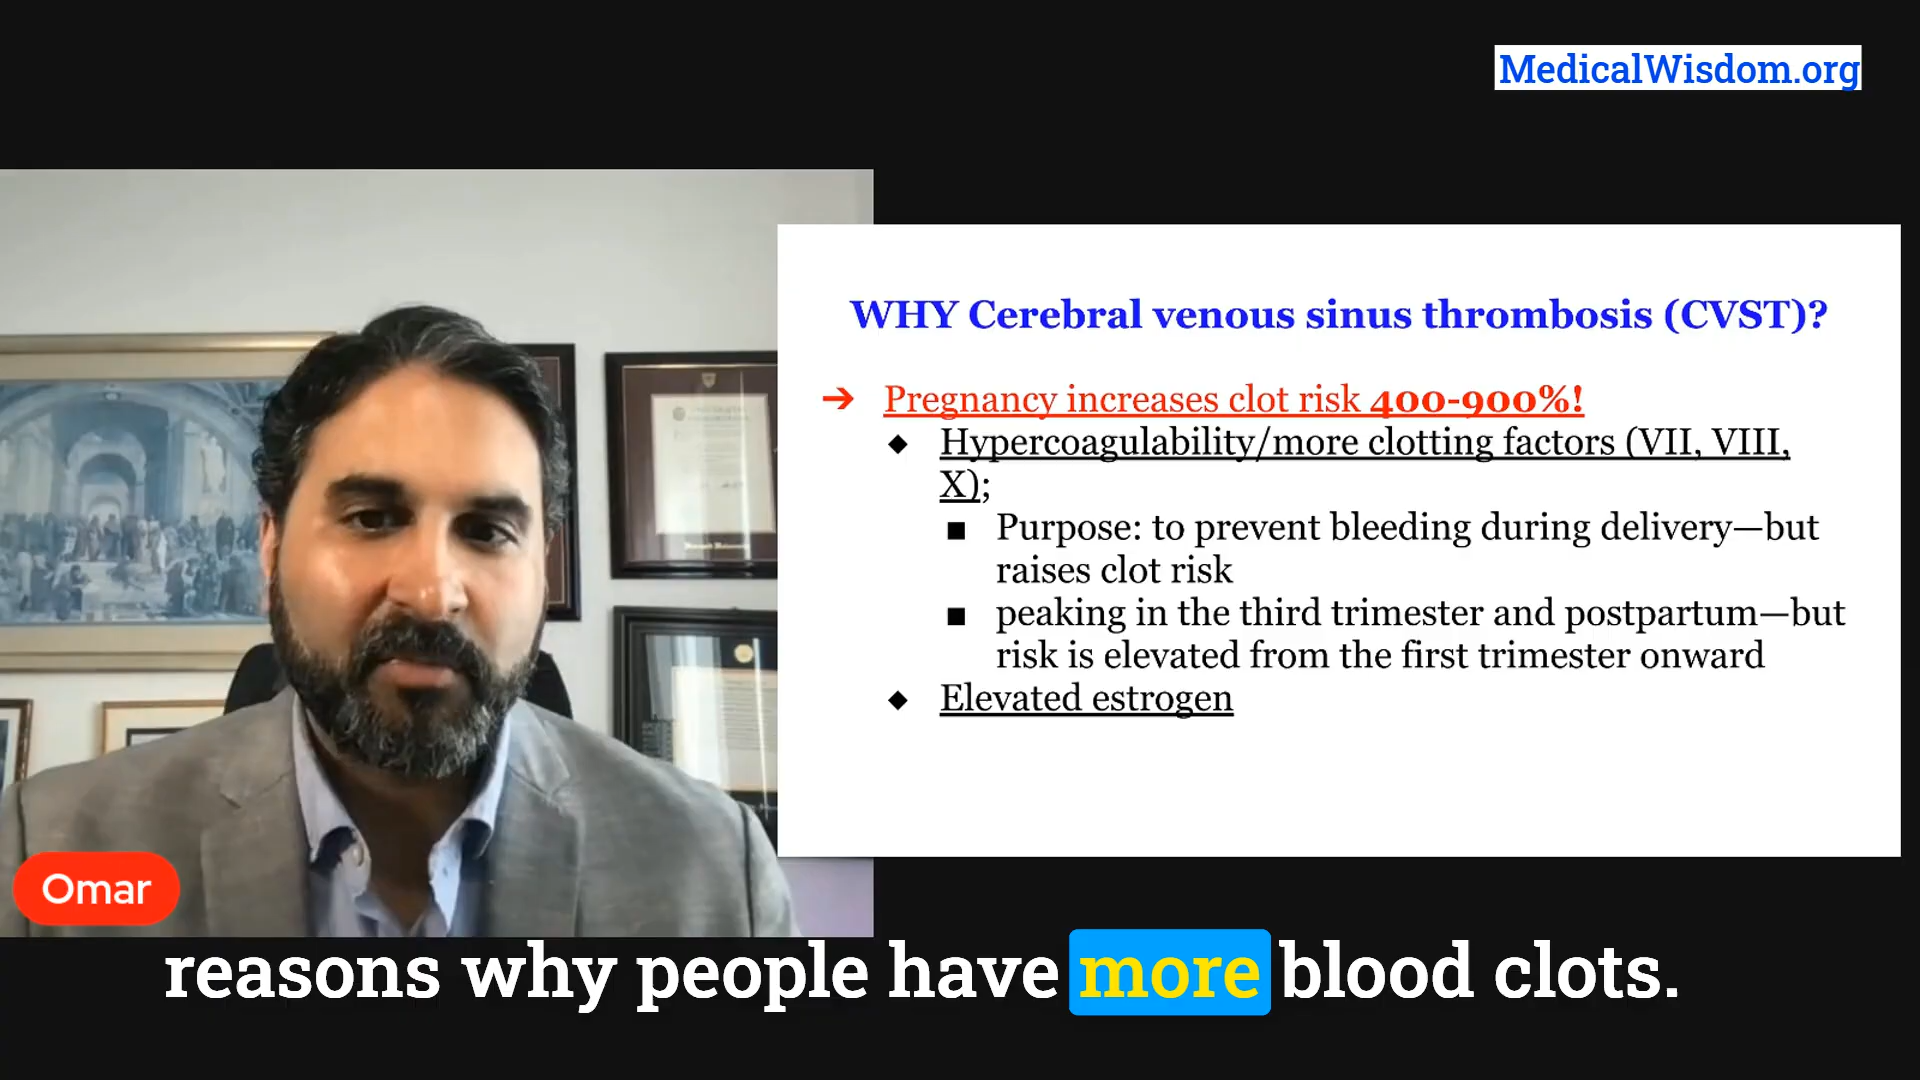 MedicalWisdom.org
WHY Cerebral venous sinus thrombosis (CVST)?
➔ Pregnancy increases clot risk 400-900%!
◆ Hypercoagulability/more clotting factors (VII, VIII,
X);
■ Purpose: to prevent bleeding during delivery—but
raises clot risk
■ peaking in the third trimester and postpartum—but
risk is elevated from the first trimester onward
◆ Elevated estrogen
Omar
reasons why people have more blood clots.